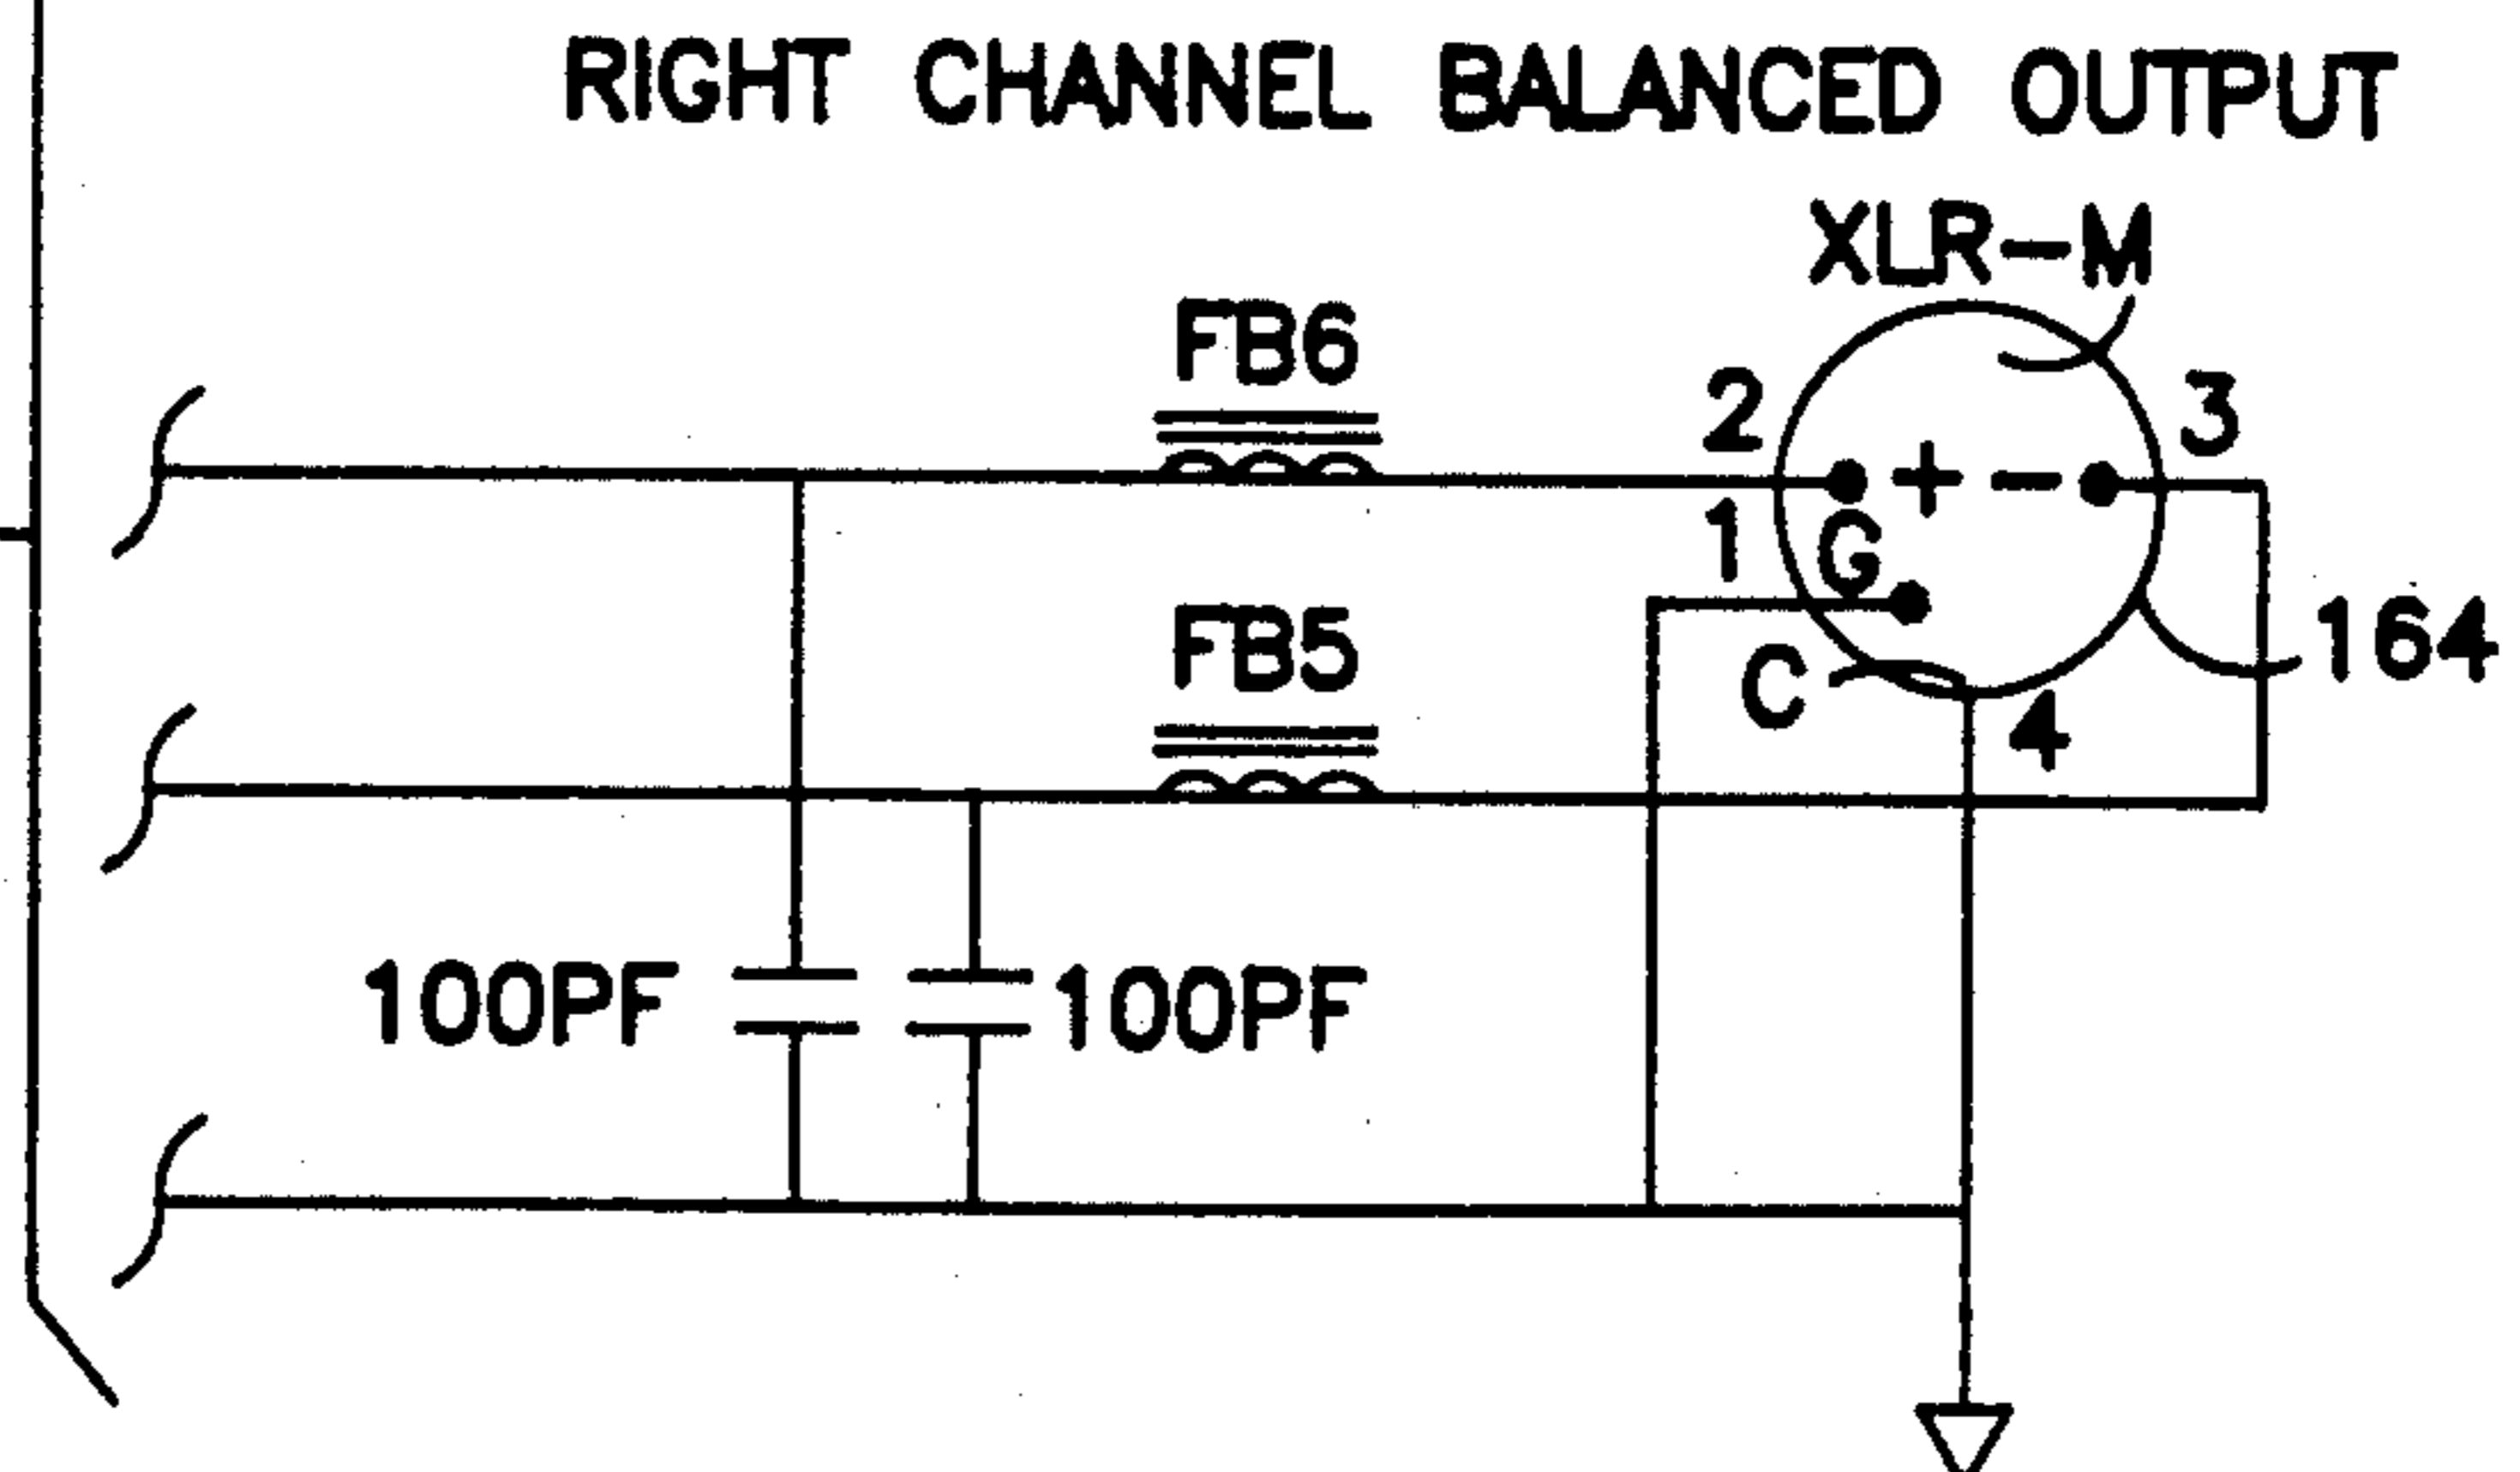 RIGHT CHANNEL BALANCED OUTPUT
XLR-M
FB6
2
3
+ -
1
G
FB5
164
C
4
100PF
100PF